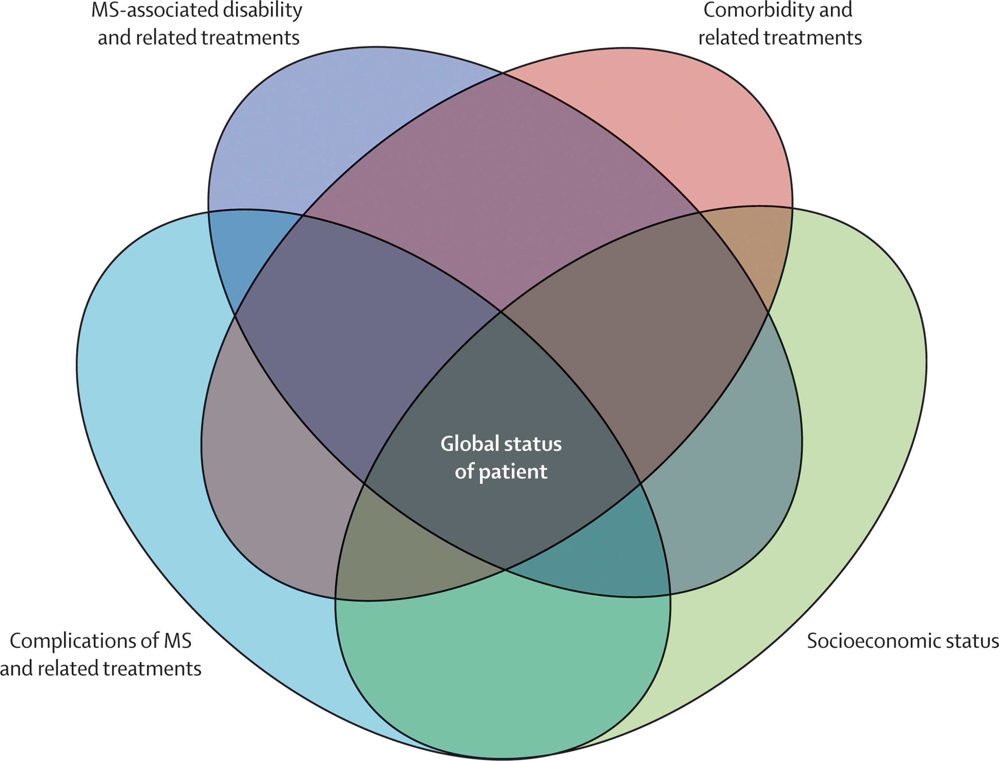 MS-associated disability
and related treatments
Comorbidity and
related treatments
Global status
of patient
Complications of MS
and related treatments
Socioeconomic status